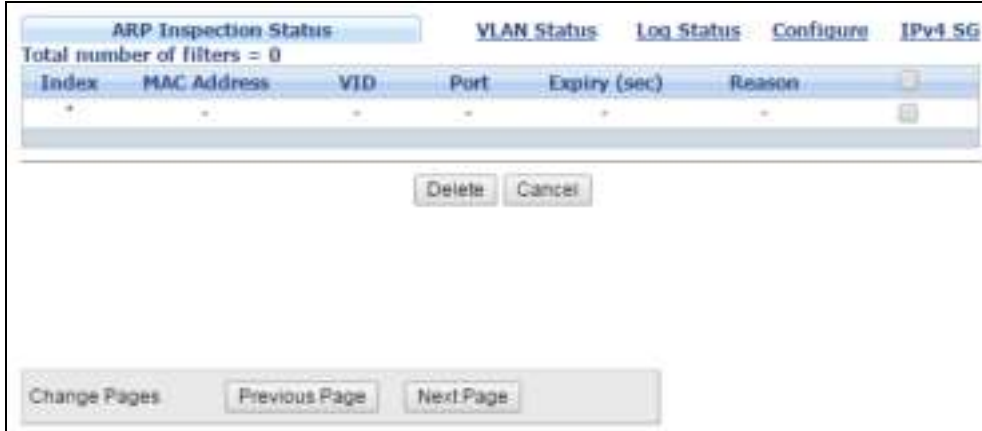 ARP Inspection Status VLAN Status Log Status Configure IPv4 SG
Total number of filters = 0
Index MAC Address VID Port Expiry (sec) Reason
* - - - - -
Delete Cancel
Change Pages Previous Page Next Page